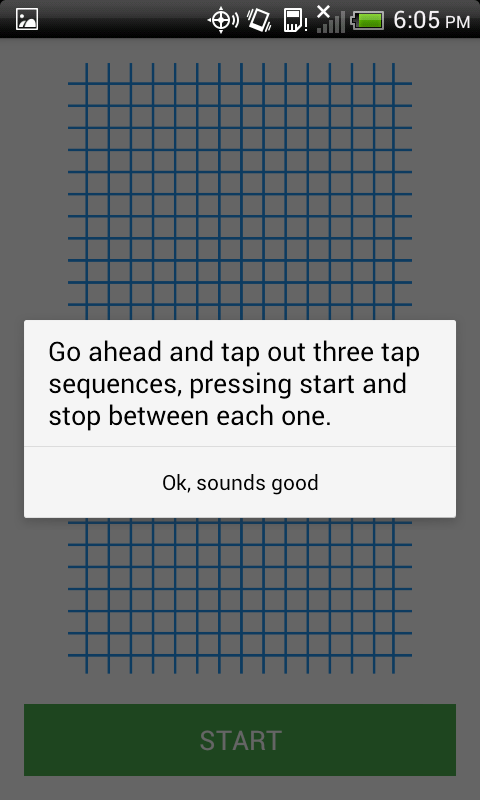 6:05 PM
Go ahead and tap out three tap
sequences, pressing start and
stop between each one.
Ok, sounds good
START